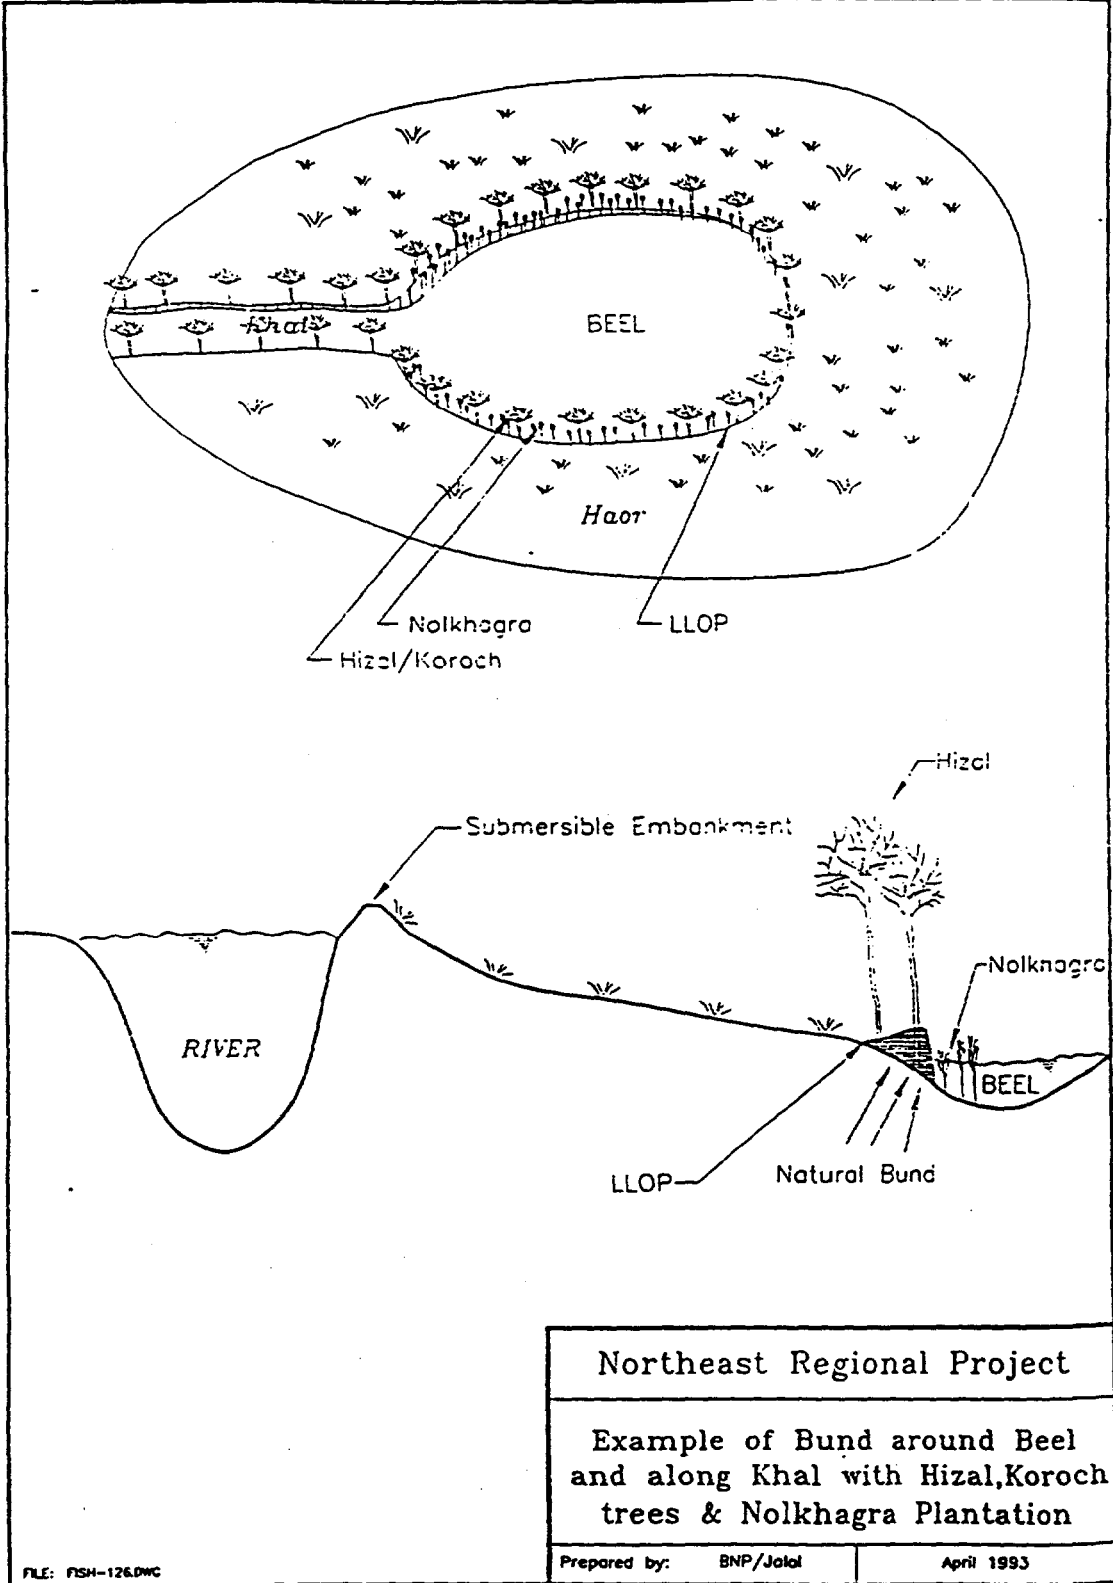 BEEL
Khal
Haor
Nolkhagra
LLOP
Hizal/Koroch
Hizal
Submersible Embankment
Nolknagra
RIVER
BEEL
LLOP
Natural Bund
Northeast Regional Project
Example of Bund around Beel
and along Khal with Hizal,Koroch
trees & Nolkhagra Plantation
Prepared by: BNP/Jalal April 1993
FILE: FISH-126.DWG